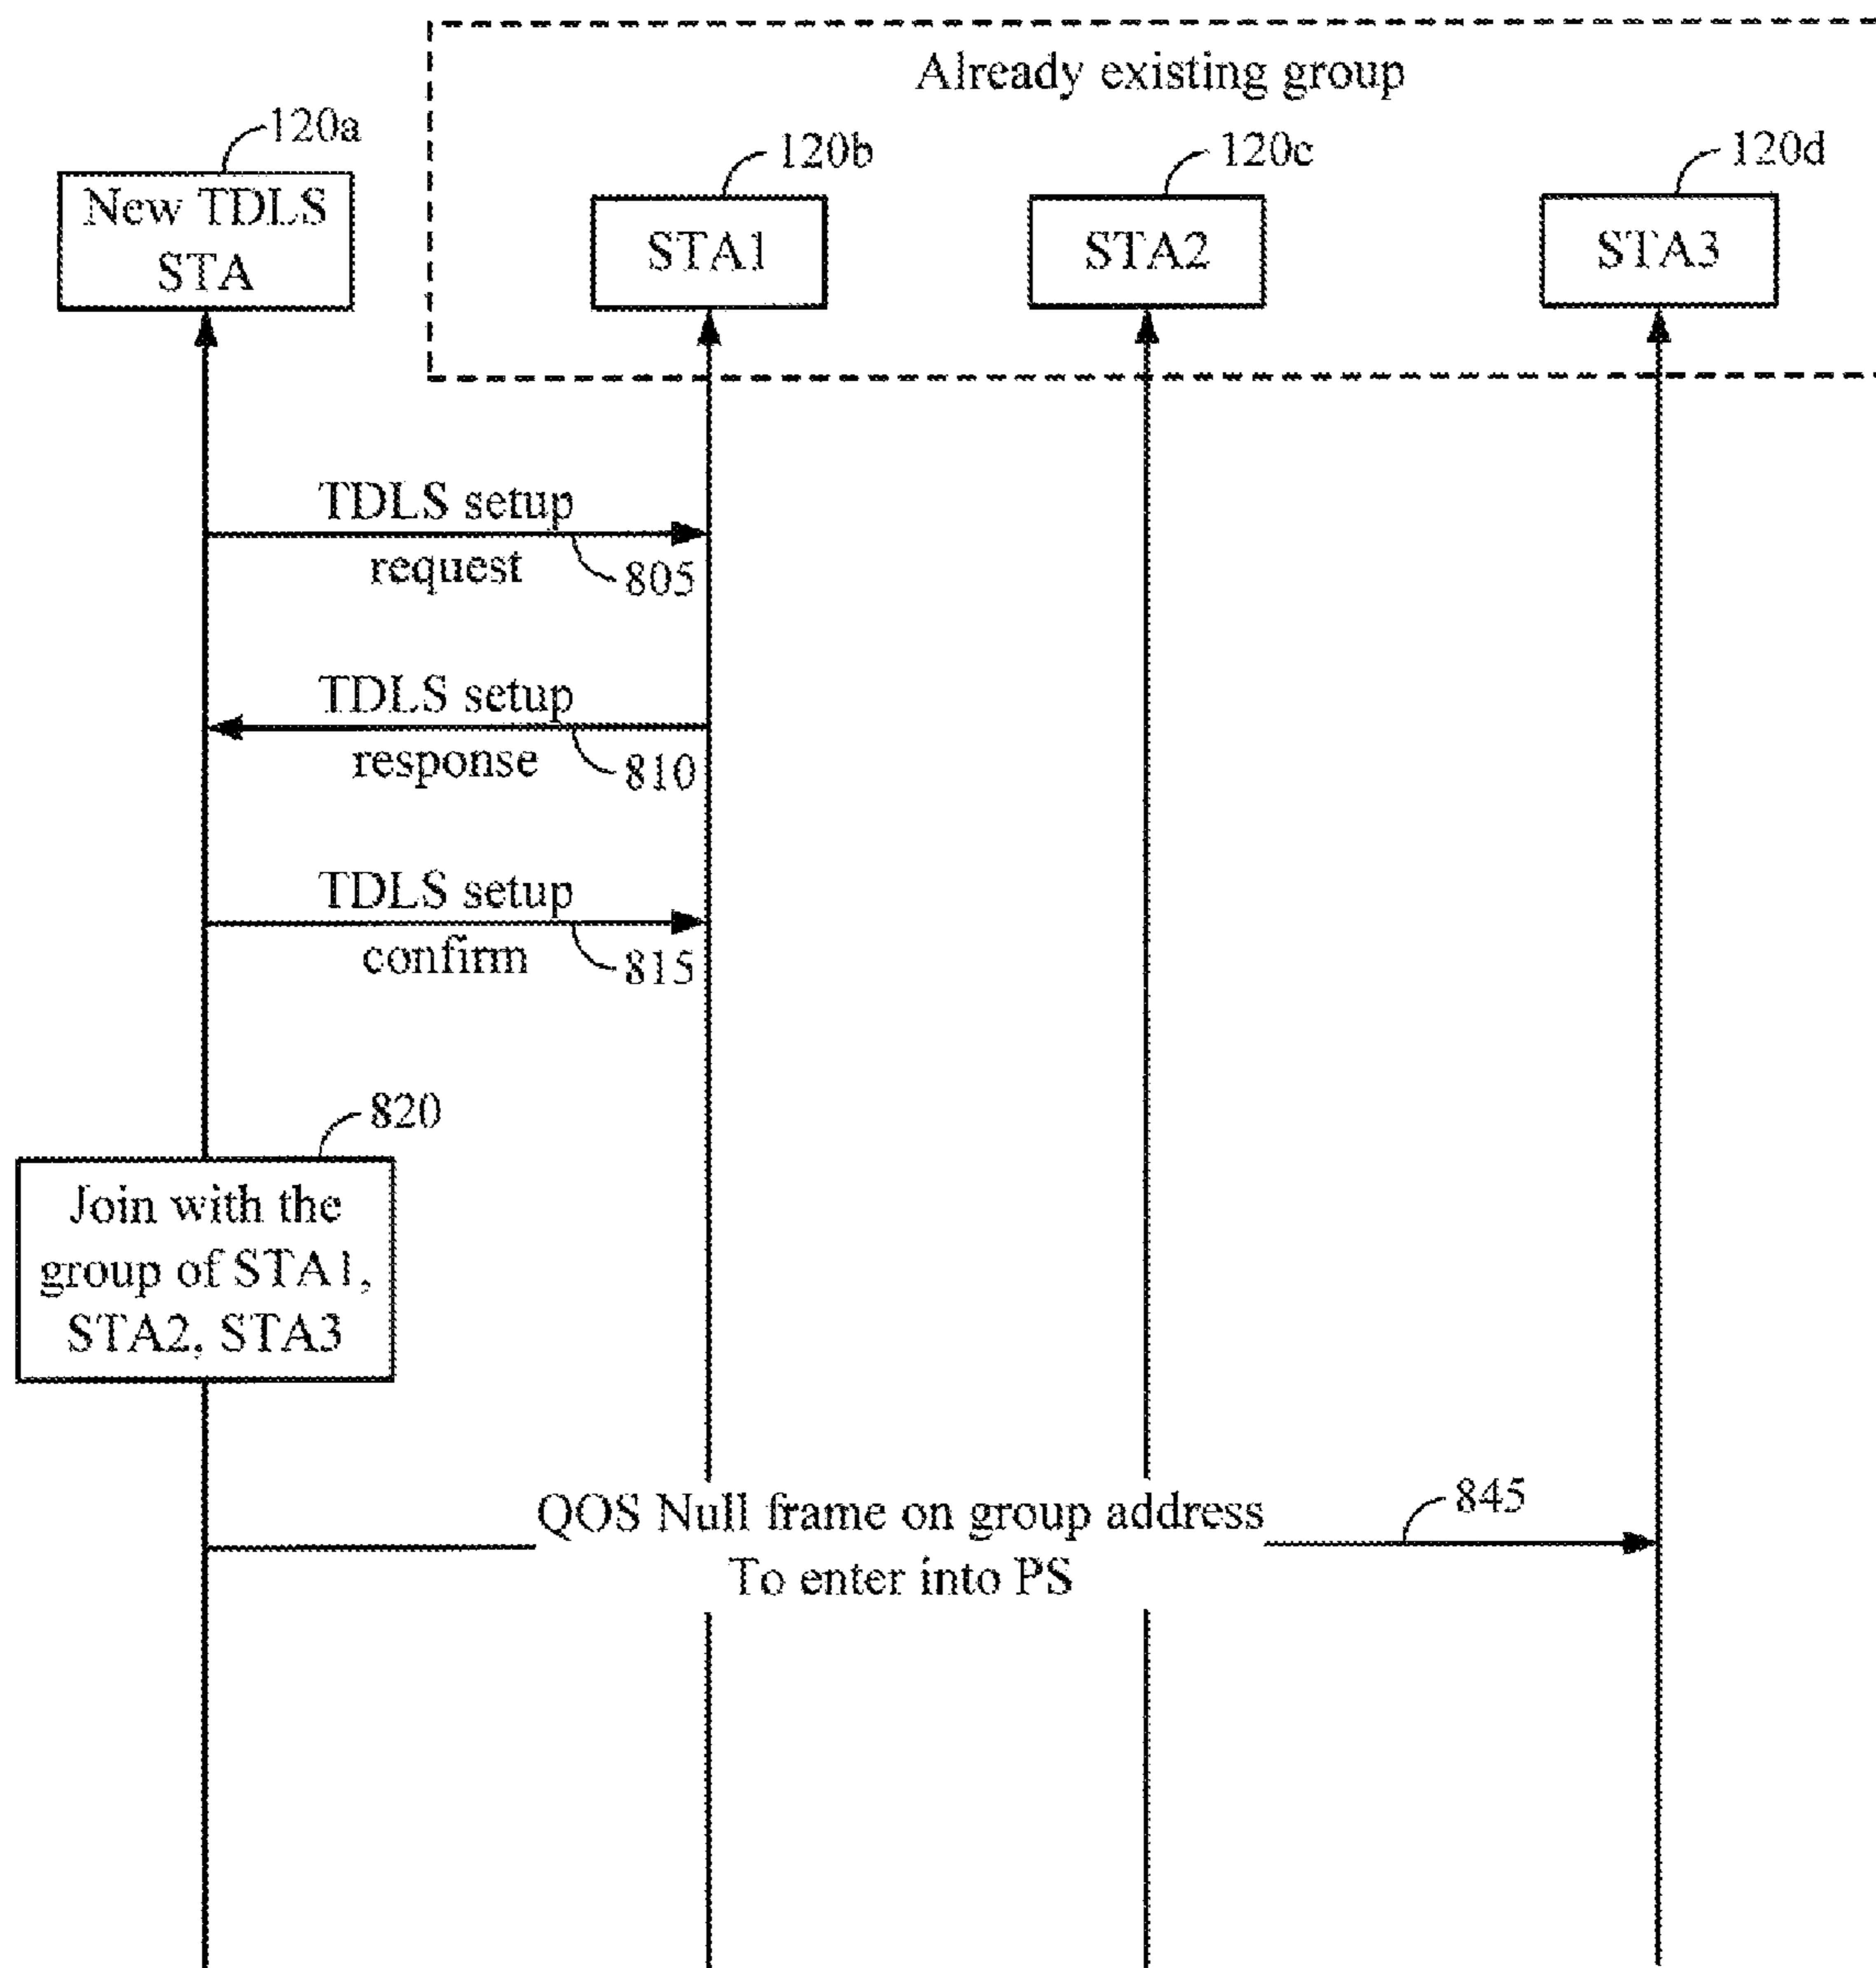 Already existing group
120a
120b
120c
120d
New TDLS
STA
STA1
STA2
STA3
TDLS setup
request
805
TDLS setup
response
810
TDLS setup
confirm
815
820
Join with the
group of STA1,
STA2, STA3
QOS Null frame on group address
To enter into PS
845